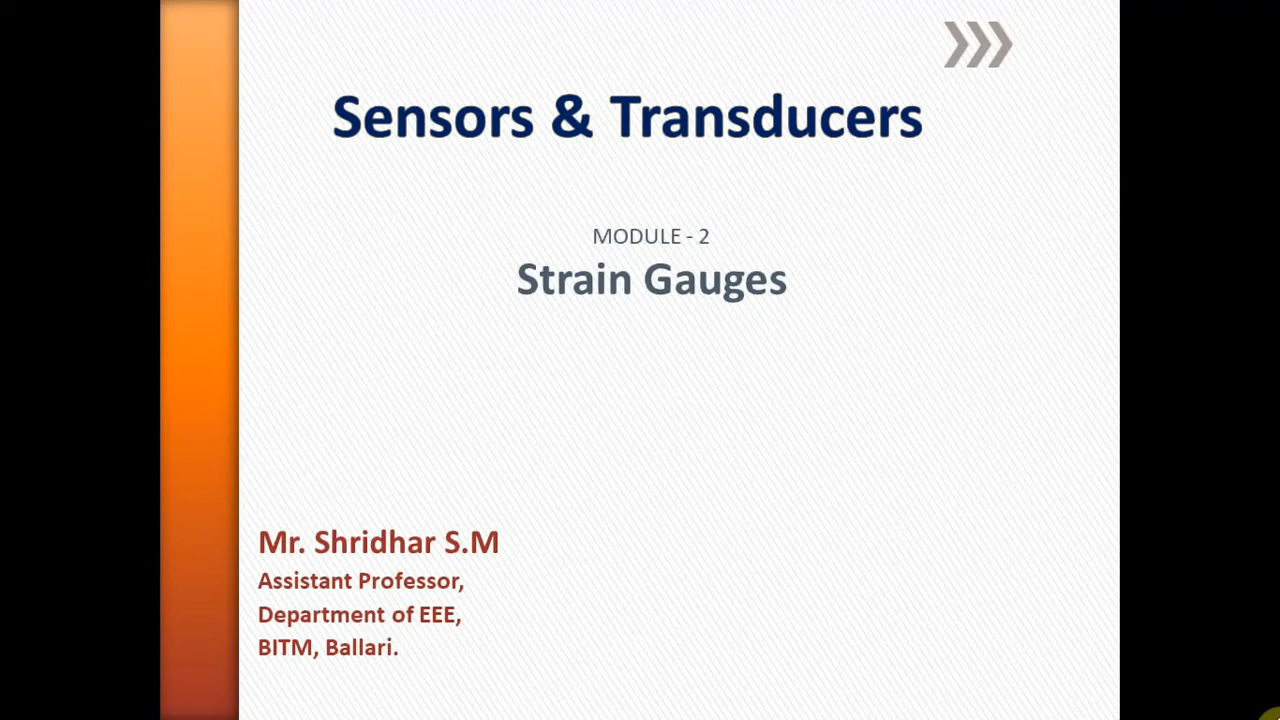 Sensors & Transducers
MODULE - 2
Strain Gauges
Mr. Shridhar S.M
Assistant Professor,
Department of EEE,
BITM, Ballari.